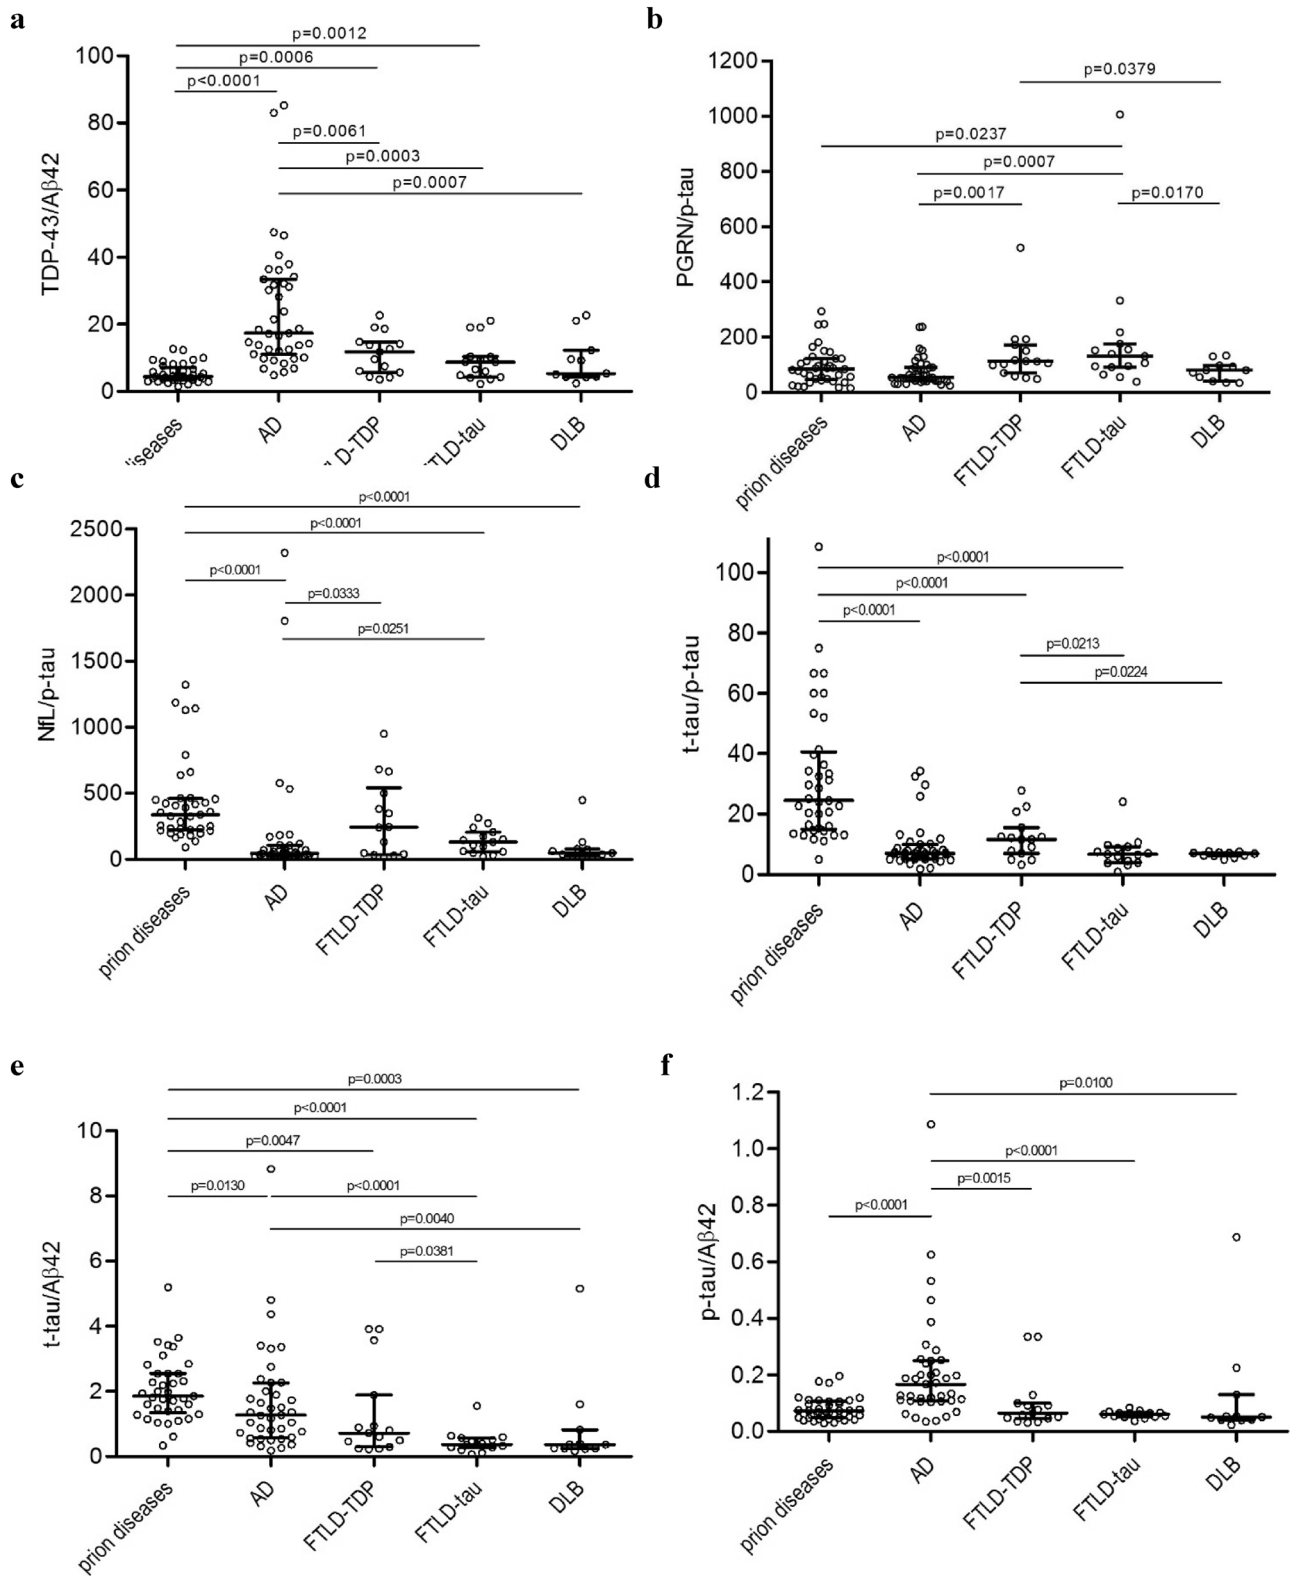 a
p=0.0012
p=0.0006
p<0.0001
p=0.0061
p=0.0003
p=0.0007
TDP-43/Aβ42
100
80
60
40
20
0
diseases
AD
LD-TDP
TLD-tau
DLB
b
p=0.0379
p=0.0237
p=0.0007
p=0.0017
p=0.0170
PGRN/p-tau
1200
1000
800
600
400
200
0
prion diseases
AD
FTLD-TDP
FTLD-tau
DLB
c
p<0.0001
p<0.0001
p<0.0001
p=0.0333
p=0.0251
NfL/p-tau
2500
2000
1500
1000
500
0
prion diseases
AD
FTLD-TDP
FTLD-tau
DLB
d
p<0.0001
p<0.0001
p<0.0001
p=0.0213
p=0.0224
t-tau/p-tau
100
80
60
40
20
0
prion diseases
AD
FTLD-TDP
FTLD-tau
DLB
e
p=0.0003
p<0.0001
p=0.0047
p=0.0130
p<0.0001
p=0.0040
p=0.0381
t-tau/Aβ42
10
8
6
4
2
0
prion diseases
AD
FTLD-TDP
FTLD-tau
DLB
f
p=0.0100
p<0.0001
p=0.0015
p<0.0001
p-tau/Aβ42
1.2
1.0
0.8
0.6
0.4
0.2
0.0
prion diseases
AD
FTLD-TDP
FTLD-tau
DLB